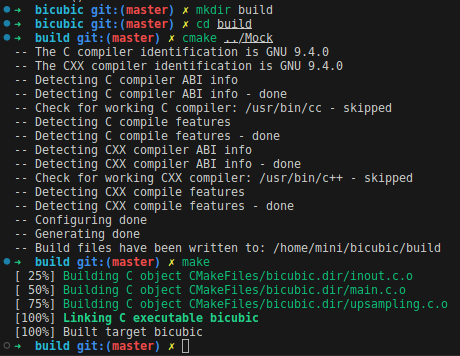 ➜ bicubic git:(master) ✗ mkdir build
➜ bicubic git:(master) ✗ cd build
➜ build git:(master) ✗ cmake ../Mock
-- The C compiler identification is GNU 9.4.0
-- The CXX compiler identification is GNU 9.4.0
-- Detecting C compiler ABI info
-- Detecting C compiler ABI info - done
-- Check for working C compiler: /usr/bin/cc - skipped
-- Detecting C compile features
-- Detecting C compile features - done
-- Detecting CXX compiler ABI info
-- Detecting CXX compiler ABI info - done
-- Check for working CXX compiler: /usr/bin/c++ - skipped
-- Detecting CXX compile features
-- Detecting CXX compile features - done
-- Configuring done
-- Generating done
-- Build files have been written to: /home/mini/bicubic/build
➜ build git:(master) ✗ make
[ 25%] Building C object CMakeFiles/bicubic.dir/inout.c.o
[ 50%] Building C object CMakeFiles/bicubic.dir/main.c.o
[ 75%] Building C object CMakeFiles/bicubic.dir/upsampling.c.o
[100%] Linking C executable bicubic
[100%] Built target bicubic
➜ build git:(master) ✗